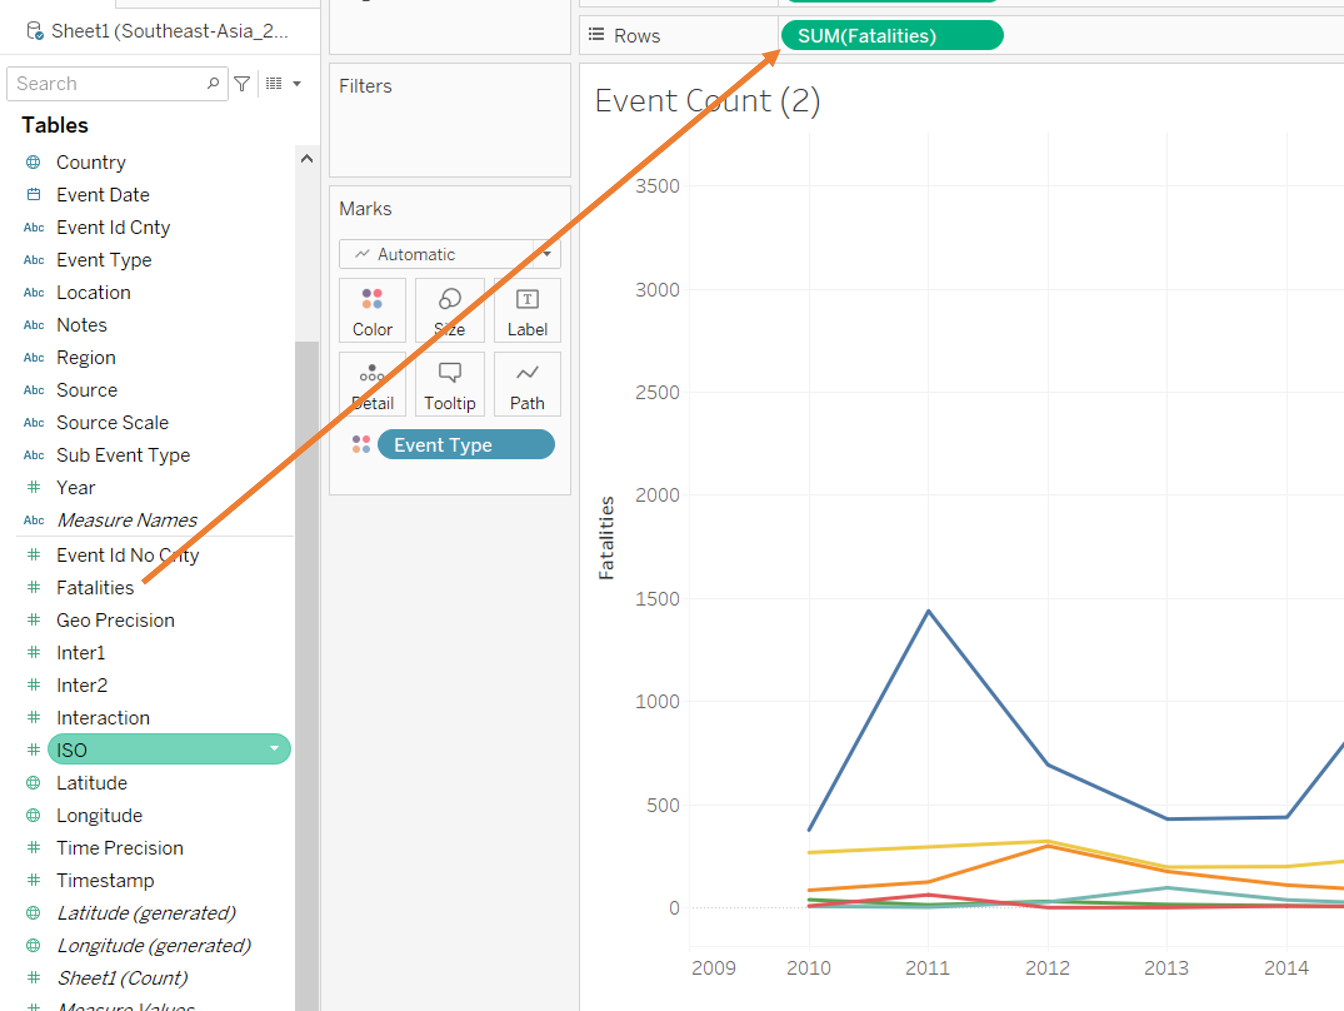 Sheet1 (Southeast-Asia_2...
Search
Tables
Country
Event Date
Abc Event Id Cnty
Abc Event Type
Abc Location
Abc Notes
Abc Region
Abc Source
Abc Source Scale
Abc Sub Event Type
# Year
Abc Measure Names
# Event Id No Cnty
# Fatalities
# Geo Precision
# Inter1
# Inter2
# Interaction
# ISO
Latitude
Longitude
# Time Precision
# Timestamp
Latitude (generated)
Longitude (generated)
# Sheet1 (Count)
# Measure Values
Filters
Marks
Automatic
Color
Size
T
Label
Detail
Tooltip
Path
Event Type
Rows
SUM(Fatalities)
Event Count (2)
Fatalities
3500
3000
2500
2000
1500
1000
500
0
2009
2010
2011
2012
2013
2014